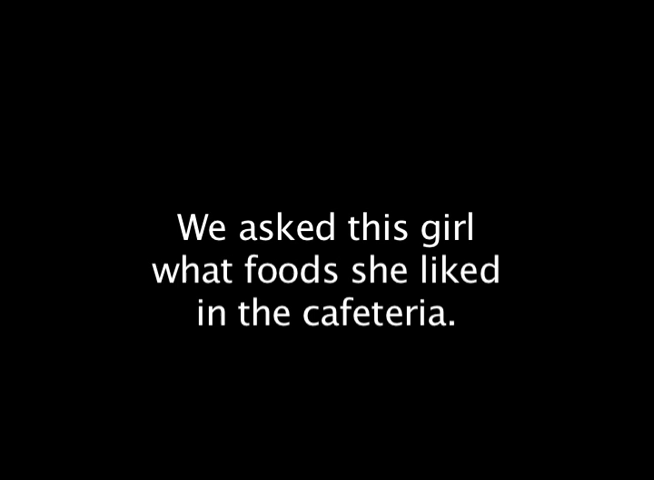 We asked this girl
what foods she liked
in the cafeteria.